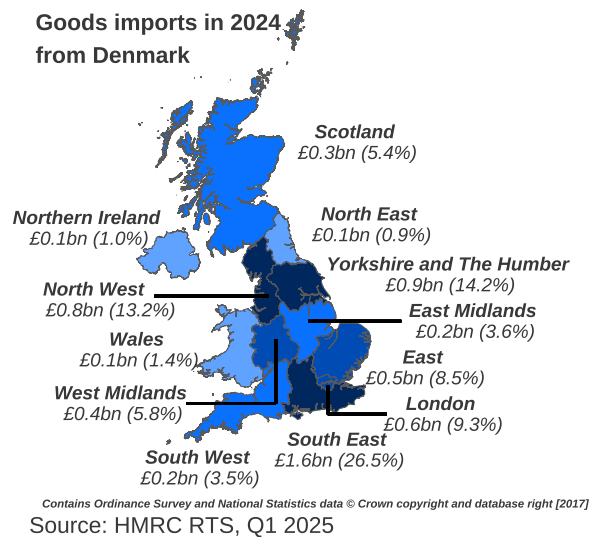 Goods imports in 2024
from Denmark
Scotland
£0.3bn (5.4%)
Northern Ireland
£0.1bn (1.0%)
North East
£0.1bn (0.9%)
Yorkshire and The Humber
£0.9bn (14.2%)
North West
£0.8bn (13.2%)
East Midlands
£0.2bn (3.6%)
Wales
£0.1bn (1.4%)
East
£0.5bn (8.5%)
West Midlands
£0.4bn (5.8%)
London
£0.6bn (9.3%)
South East
£1.6bn (26.5%)
South West
£0.2bn (3.5%)
Contains Ordinance Survey and National Statistics data © Crown copyright and database right [2017]
Source: HMRC RTS, Q1 2025